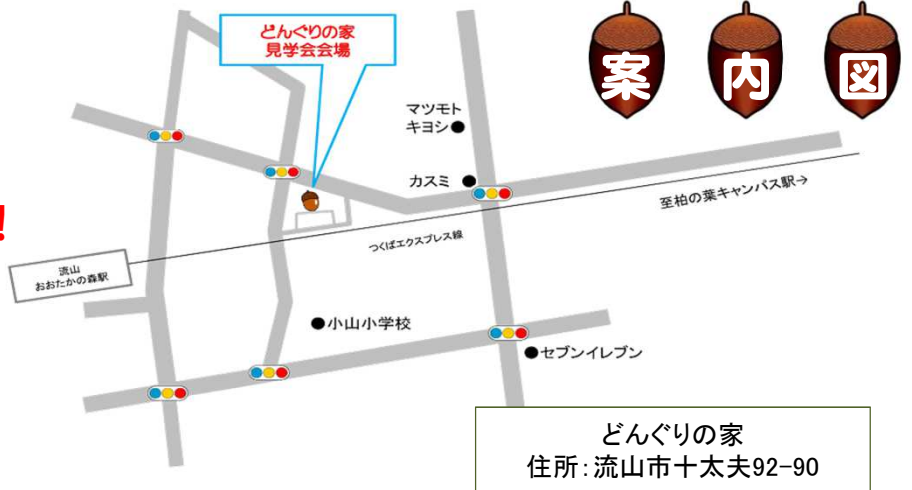 案内図
どんぐりの家
見学会会場
マツモト
キヨシ
カスミ
至柏の葉キャンパス駅→
つくばエクスプレス線
!
流山
おおたかの森駅
小山小学校
セブンイレブン
どんぐりの家
住所:流山市十太夫92-90